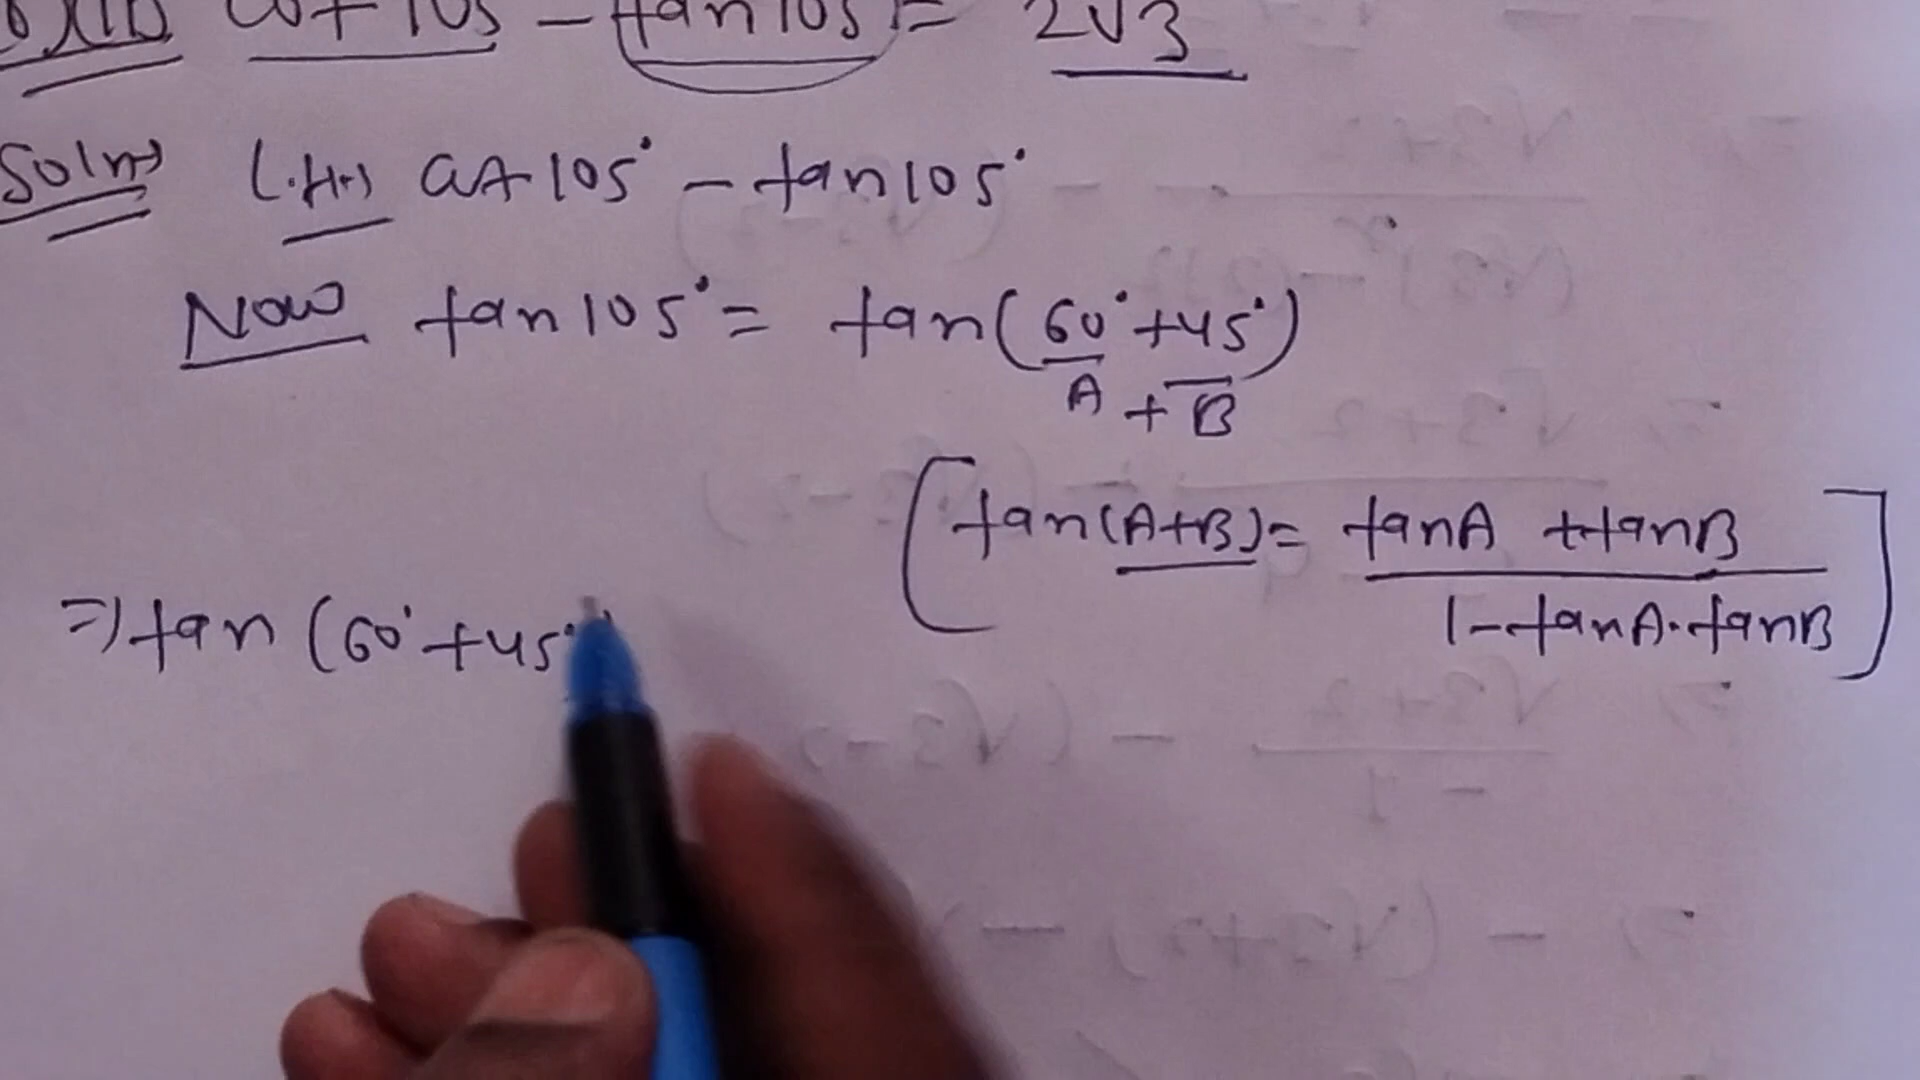 cot 105 - tan 105 = 2√3
Soln→ L.H.S cot 105° - tan 105°
Now tan 105° = tan (60° + 45°)
A + B
[tan (A+B) = tanA + tanB / 1 - tanA . tanB]
=) tan (60° + 45°)